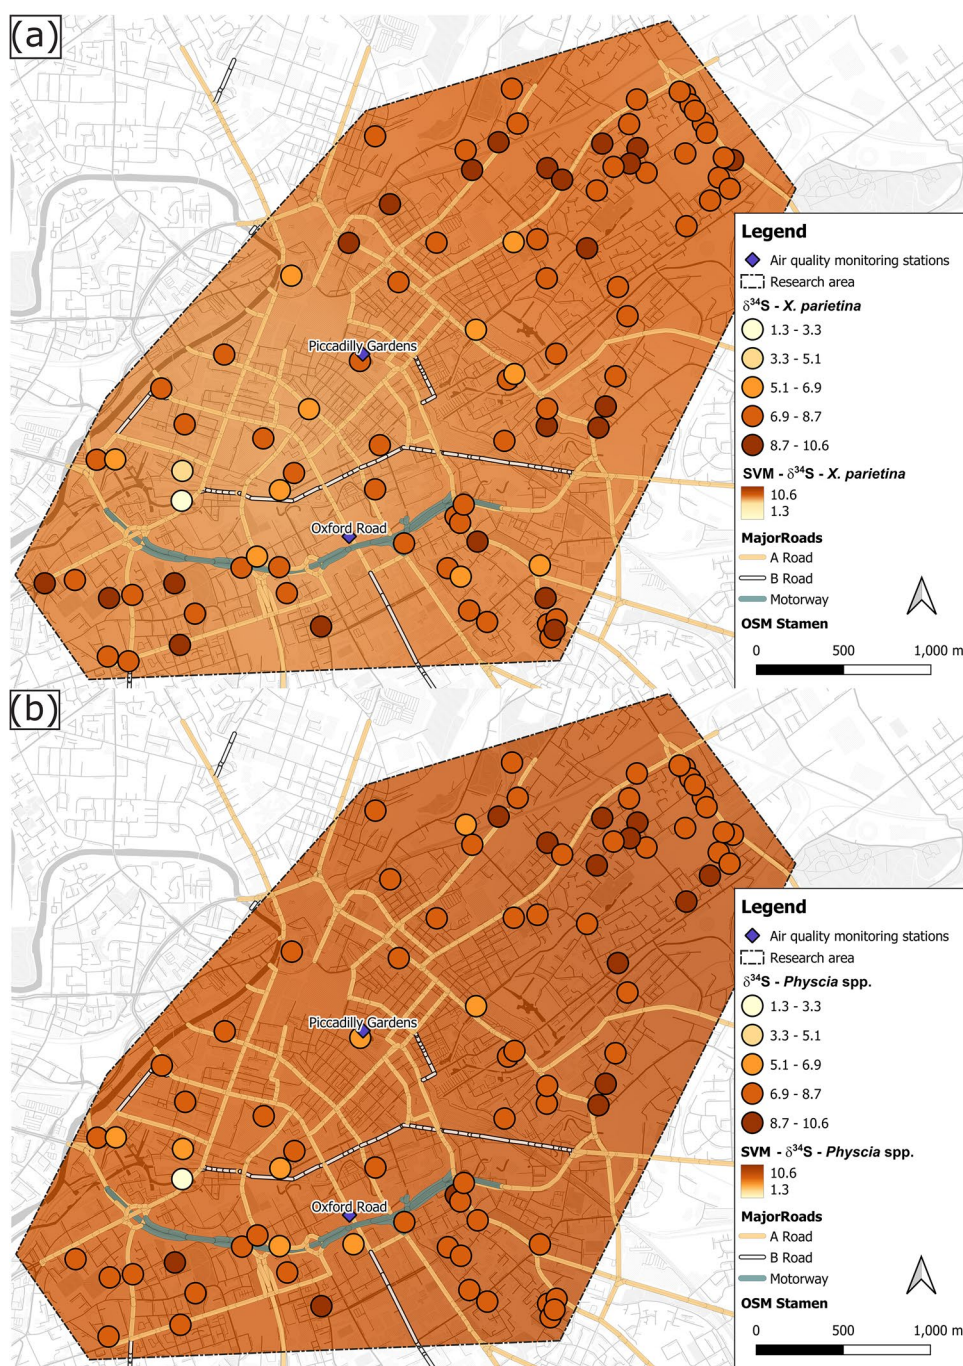 (a)
Piccadilly Gardens
Oxford Road
Legend
Air quality monitoring stations
Research area
δ³⁴S - X. parietina
1.3 - 3.3
3.3 - 5.1
5.1 - 6.9
6.9 - 8.7
8.7 - 10.6
SVM - δ³⁴S - X. parietina
10.6
1.3
MajorRoads
A Road
B Road
Motorway
OSM Stamen
0 500 1,000 m
(b)
Piccadilly Gardens
Oxford Road
Legend
Air quality monitoring stations
Research area
δ³⁴S - Physcia spp.
1.3 - 3.3
3.3 - 5.1
5.1 - 6.9
6.9 - 8.7
8.7 - 10.6
SVM - δ³⁴S - Physcia spp.
10.6
1.3
MajorRoads
A Road
B Road
Motorway
OSM Stamen
0 500 1,000 m